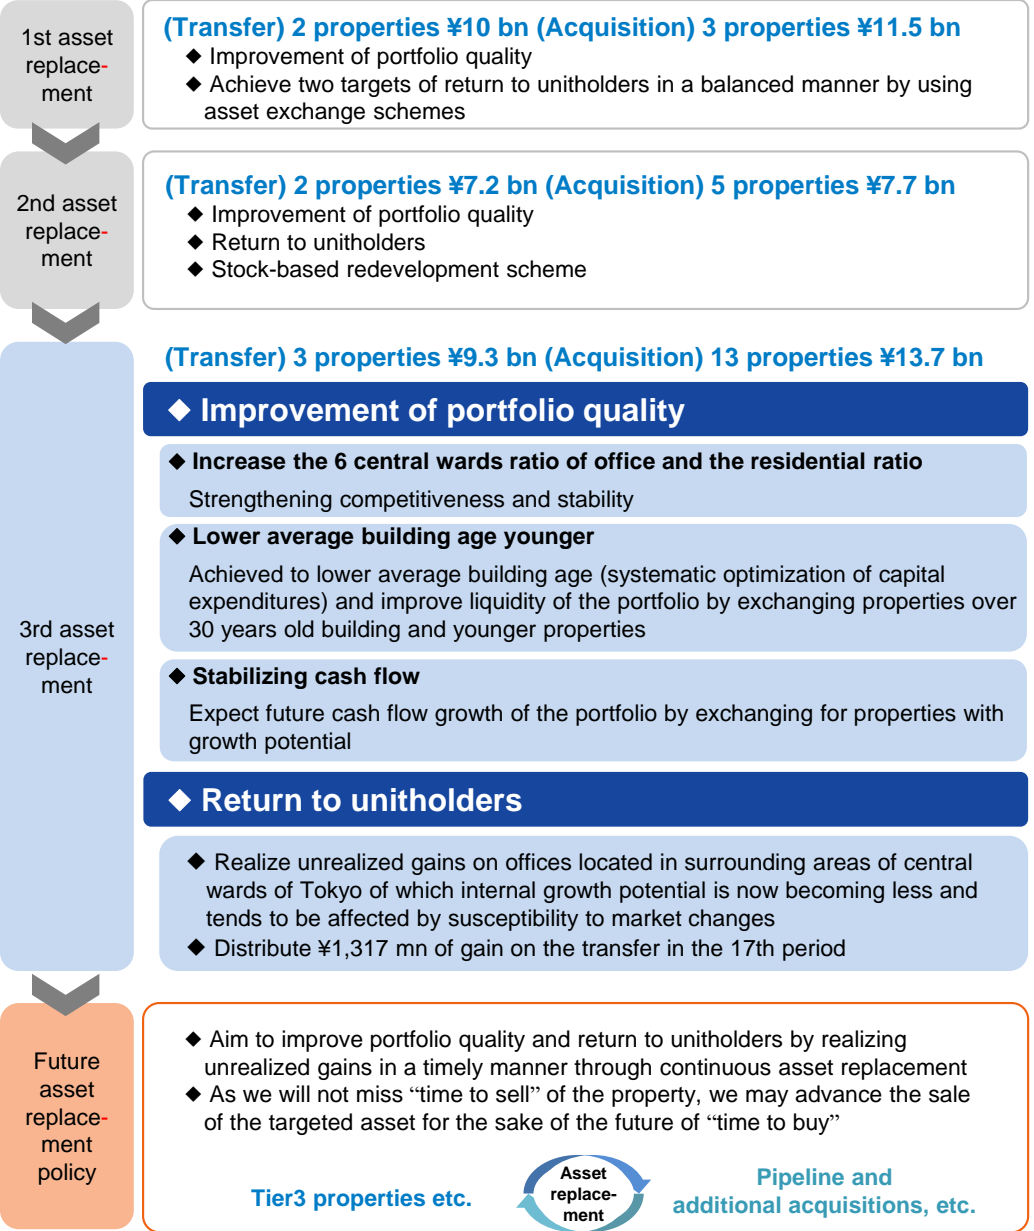 1st asset
replace-
ment
(Transfer) 2 properties ¥10 bn (Acquisition) 3 properties ¥11.5 bn
◆ Improvement of portfolio quality
◆ Achieve two targets of return to unitholders in a balanced manner by using
asset exchange schemes
2nd asset
replace-
ment
(Transfer) 2 properties ¥7.2 bn (Acquisition) 5 properties ¥7.7 bn
◆ Improvement of portfolio quality
◆ Return to unitholders
◆ Stock-based redevelopment scheme
3rd asset
replace-
ment
(Transfer) 3 properties ¥9.3 bn (Acquisition) 13 properties ¥13.7 bn
◆ Improvement of portfolio quality
◆ Increase the 6 central wards ratio of office and the residential ratio
Strengthening competitiveness and stability
◆ Lower average building age younger
Achieved to lower average building age (systematic optimization of capital
expenditures) and improve liquidity of the portfolio by exchanging properties over
30 years old building and younger properties
◆ Stabilizing cash flow
Expect future cash flow growth of the portfolio by exchanging for properties with
growth potential
◆ Return to unitholders
◆ Realize unrealized gains on offices located in surrounding areas of central
wards of Tokyo of which internal growth potential is now becoming less and
tends to be affected by susceptibility to market changes
◆ Distribute ¥1,317 mn of gain on the transfer in the 17th period
Future
asset
replace-
ment
policy
◆ Aim to improve portfolio quality and return to unitholders by realizing
unrealized gains in a timely manner through continuous asset replacement
◆ As we will not miss “time to sell” of the property, we may advance the sale
of the targeted asset for the sake of the future of “time to buy”
Tier3 properties etc.
Asset
replace-
ment
Pipeline and
additional acquisitions, etc.